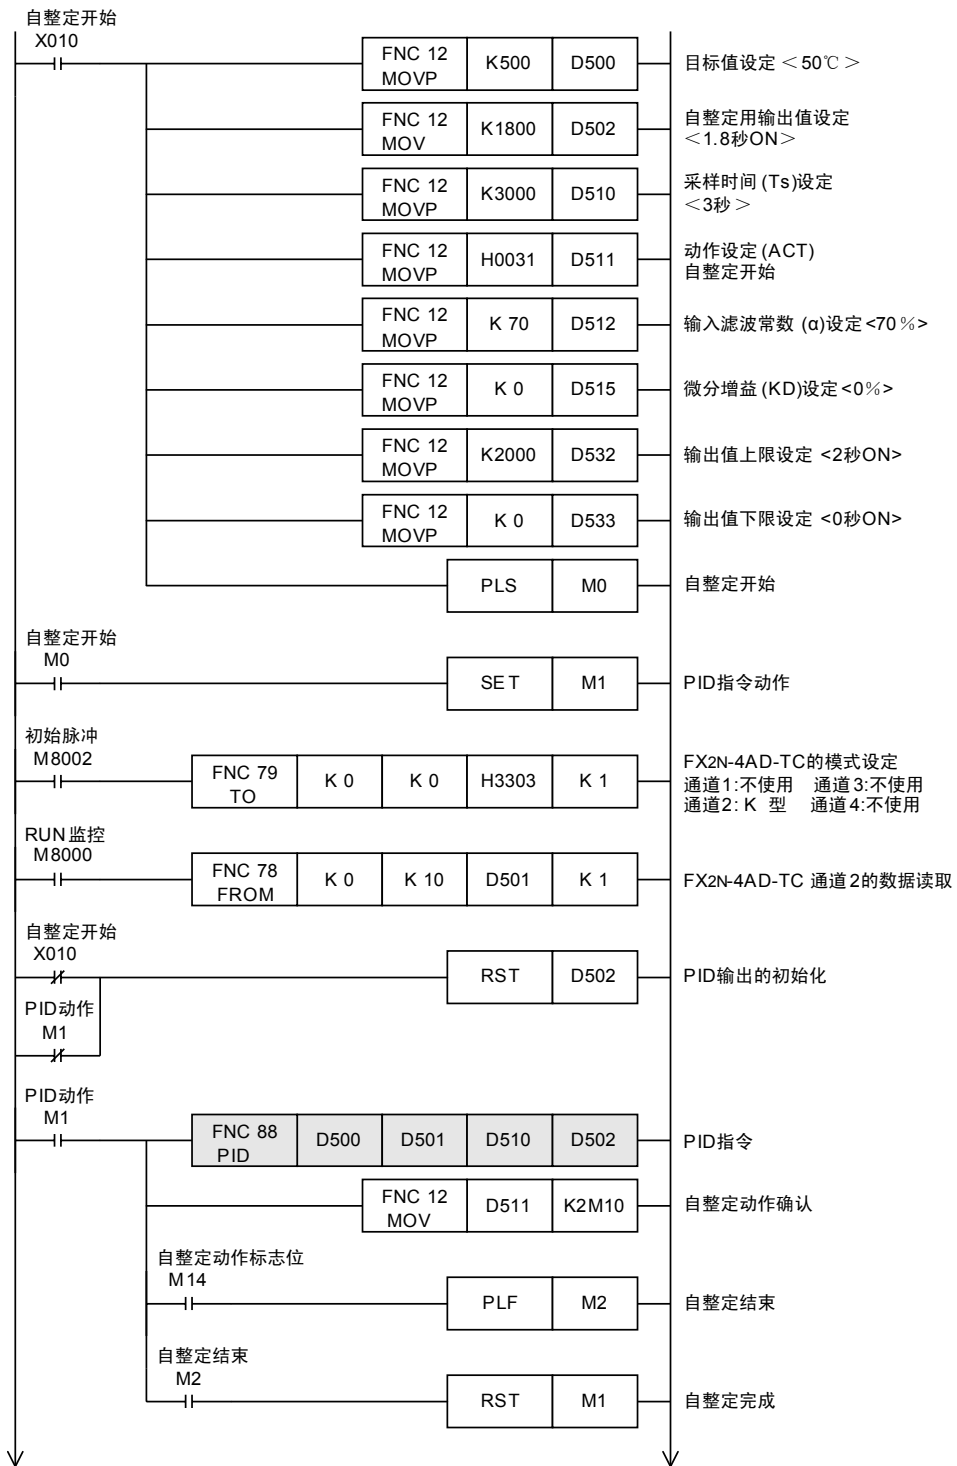 自整定开始
X010
FNC 12 MOVP K500 D500 目标值设定 <50℃>
FNC 12 MOV K1800 D502 自整定用输出值设定
<1.8秒ON>
FNC 12 MOVP K3000 D510 采样时间 (Ts)设定
<3秒>
FNC 12 MOVP H0031 D511 动作设定 (ACT)
自整定开始
FNC 12 MOVP K 70 D512 输入滤波常数 (α)设定 <70%>
FNC 12 MOVP K 0 D515 微分增益 (KD)设定 <0%>
FNC 12 MOVP K2000 D532 输出值上限设定 <2秒ON>
FNC 12 MOVP K 0 D533 输出值下限设定 <0秒ON>
PLS M0 自整定开始
自整定开始
M0
SET M1 PID指令动作
初始脉冲
M8002
FNC 79 TO K 0 K 0 H3303 K 1 FX2N-4AD-TC的模式设定
通道1:不使用 通道3:不使用
通道2: K 型 通道4:不使用
RUN监控
M8000
FNC 78 FROM K 0 K 10 D501 K 1 FX2N-4AD-TC 通道2的数据读取
自整定开始
X010
RST D502 PID输出的初始化
PID动作
M1
PID动作
M1
FNC 88 PID D500 D501 D510 D502 PID指令
FNC 12 MOV D511 K2M10 自整定动作确认
自整定动作标志位
M14
PLF M2 自整定结束
自整定结束
M2
RST M1 自整定完成